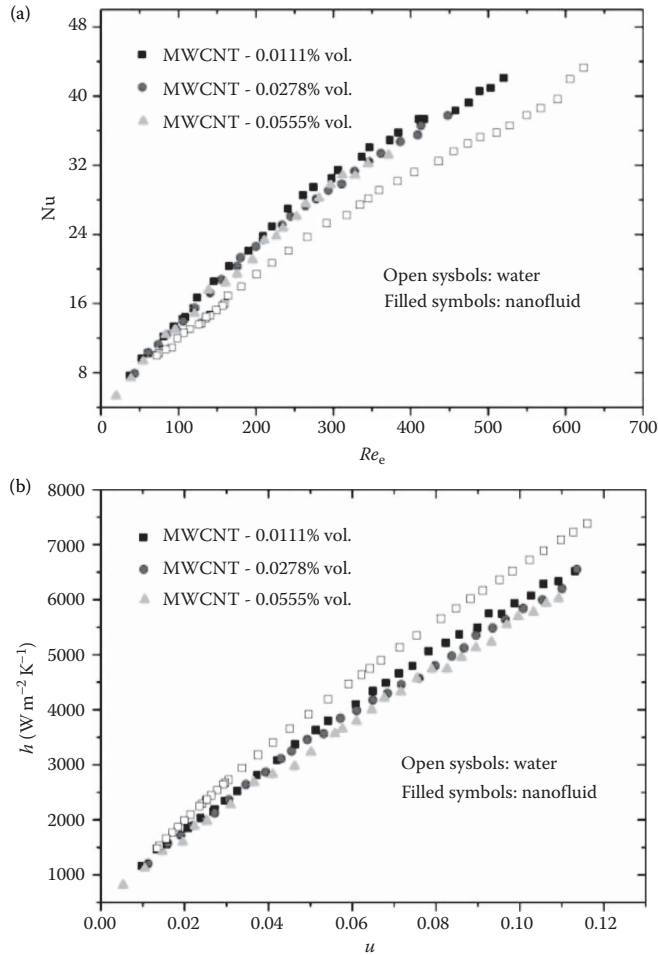 (a)
48
40
32
24
16
8
Nu
MWCNT - 0.0111% vol.
MWCNT - 0.0278% vol.
MWCNT - 0.0555% vol.
Open sysbols: water
Filled symbols: nanofluid
0 100 200 300 400 500 600 700
Re_e
(b)
8000
7000
6000
5000
4000
3000
2000
1000
h (W m⁻² K⁻¹)
MWCNT - 0.0111% vol.
MWCNT - 0.0278% vol.
MWCNT - 0.0555% vol.
Open sysbols: water
Filled symbols: nanofluid
0.00 0.02 0.04 0.06 0.08 0.10 0.12
u